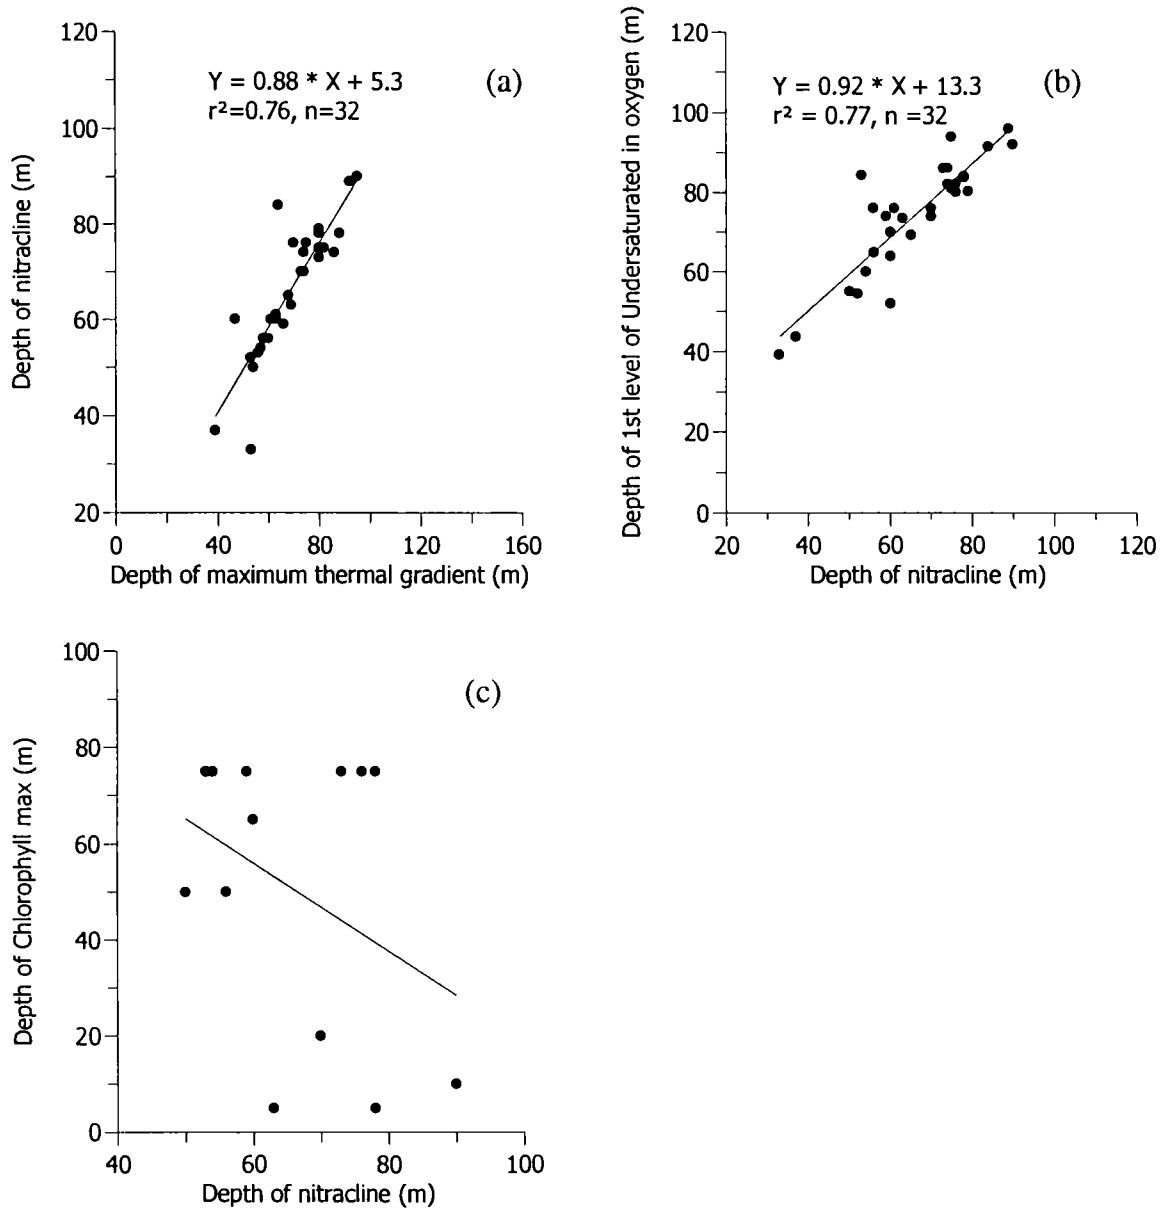 120
100
80
60
40
20
Depth of nitracline (m)
Y = 0.88 * X + 5.3
r²=0.76, n=32
(a)
0
40
80
120
160
Depth of maximum thermal gradient (m)
120
100
80
60
40
20
0
Depth of 1st level of Undersaturated in oxygen (m)
Y = 0.92 * X + 13.3
r² = 0.77, n =32
(b)
20
40
60
80
100
120
Depth of nitracline (m)
100
80
60
40
20
0
Depth of Chlorophyll max (m)
(c)
40
60
80
100
Depth of nitracline (m)